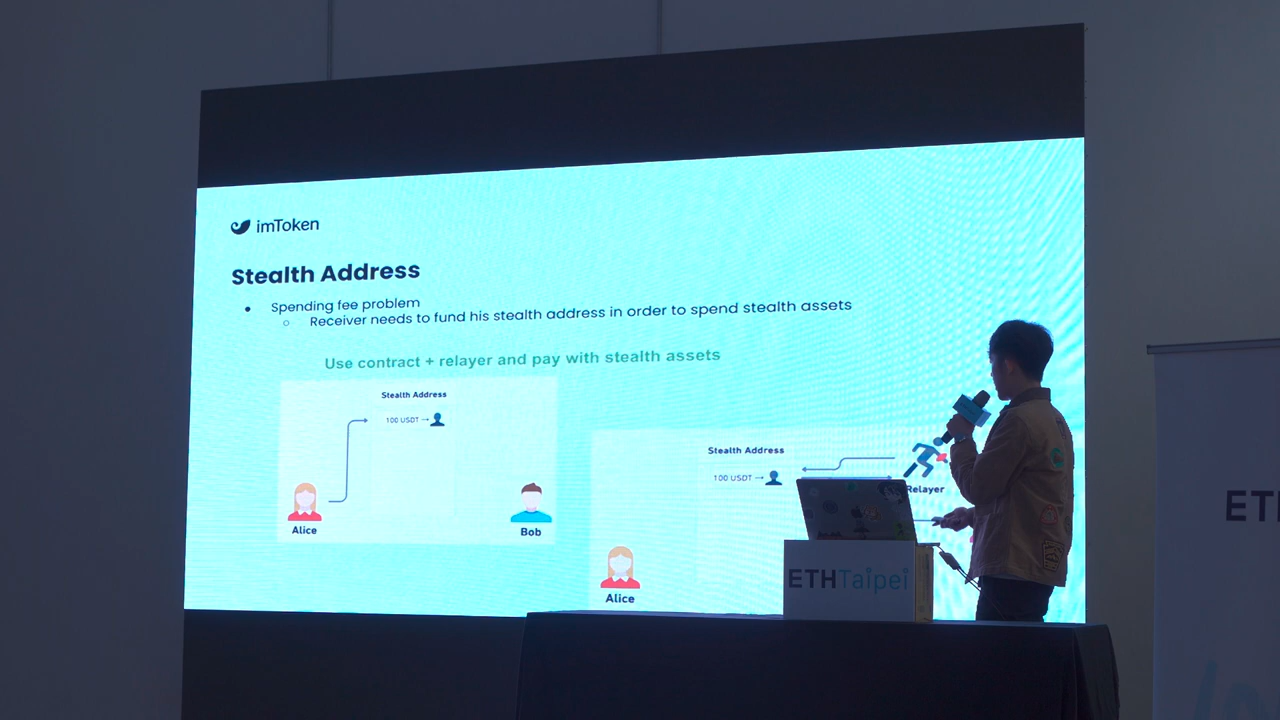 imToken
Stealth Address
Spending fee problem
Receiver needs to fund his stealth address in order to spend stealth assets
Use contract + relayer and pay with stealth assets
Stealth Address
100 USDT
Alice
Bob
Stealth Address
100 USDT
Relayer
Alice
ETHTaipei
ET